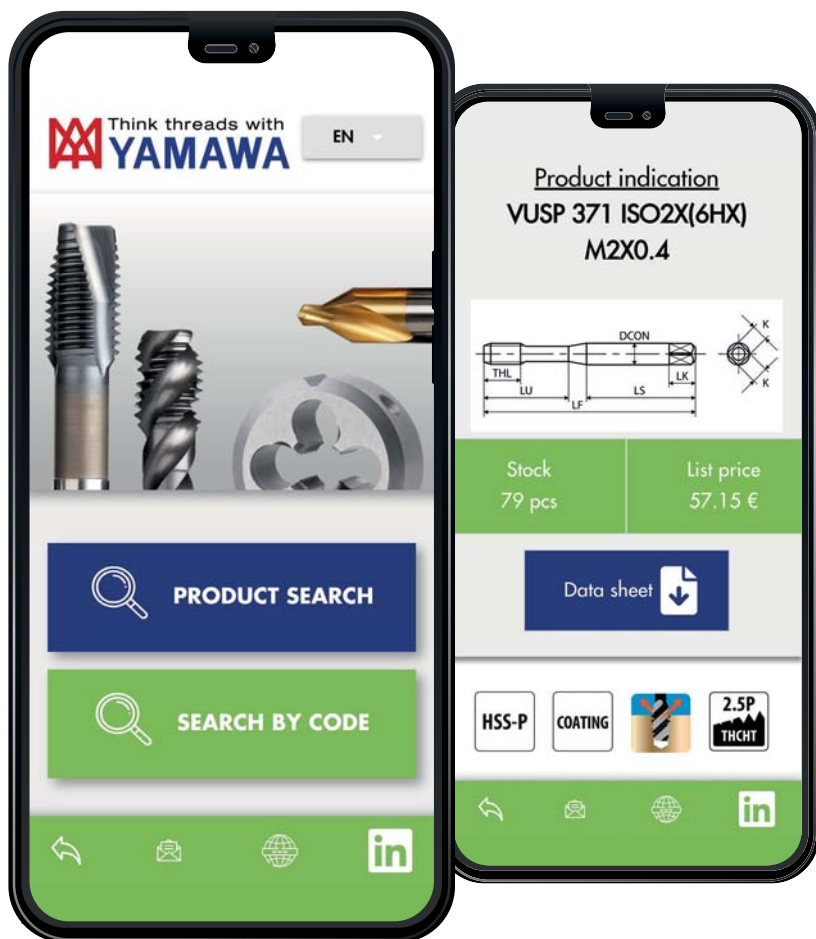 Think threads with
YAMAWA
EN
PRODUCT SEARCH
SEARCH BY CODE
in
Product indication
VUSP 371 ISO2X(6HX)
M2X0.4
DCON
K
K
THL
LK
LU
LS
LF
Stock
79 pcs
List price
57.15 €
Data sheet
HSS-P
COATING
2.5P
THCHT
in